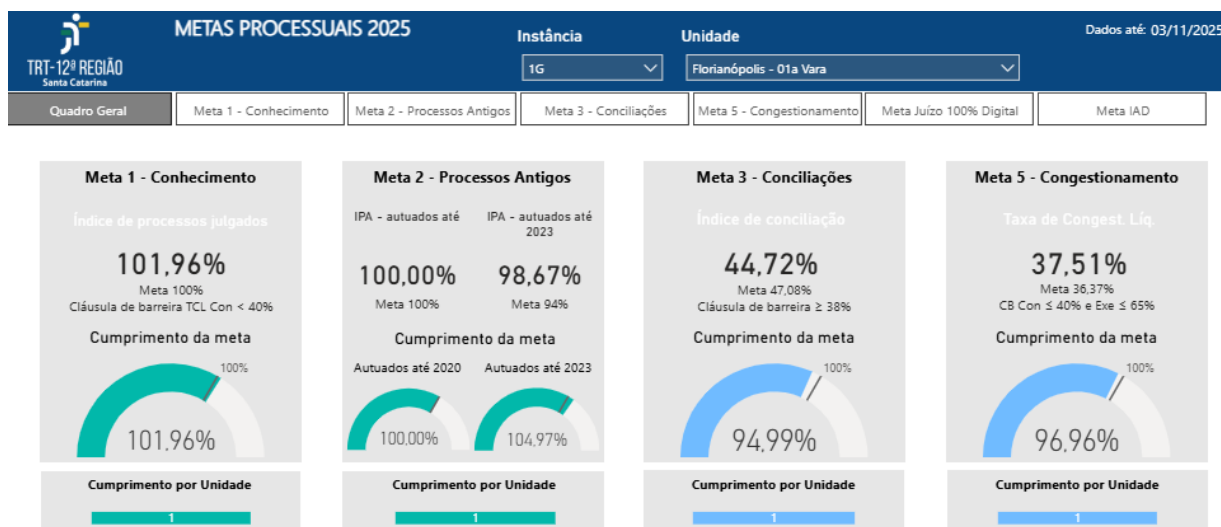 METAS PROCESSUAIS 2025
TRT-12ª REGIÃO
Santa Catarina
Instância
1G
Unidade
Florianópolis - 01a Vara
Dados até: 03/11/2025
Quadro Geral
Meta 1 - Conhecimento
Meta 2 - Processos Antigos
Meta 3 - Conciliações
Meta 5 - Congestionamento
Meta Juízo 100% Digital
Meta IAD
Meta 1 - Conhecimento
Índice de processos julgados
101,96%
Meta 100%
Cláusula de barreira TCL Con < 40%
Cumprimento da meta
100%
101,96%
Cumprimento por Unidade
1
Meta 2 - Processos Antigos
IPA - autuados até
100,00%
Meta 100%
IPA - autuados até
2023
98,67%
Meta 94%
Cumprimento da meta
Autuados até 2020
100,00%
Autuados até 2023
104,97%
Cumprimento por Unidade
1
Meta 3 - Conciliações
Índice de conciliação
44,72%
Meta 47,08%
Cláusula de barreira ≥ 38%
Cumprimento da meta
100%
94,99%
Cumprimento por Unidade
1
Meta 5 - Congestionamento
Taxa de Congest. Líq.
37,51%
Meta 36,37%
CB Con ≤ 40% e Exe ≤ 65%
Cumprimento da meta
100%
96,96%
Cumprimento por Unidade
1